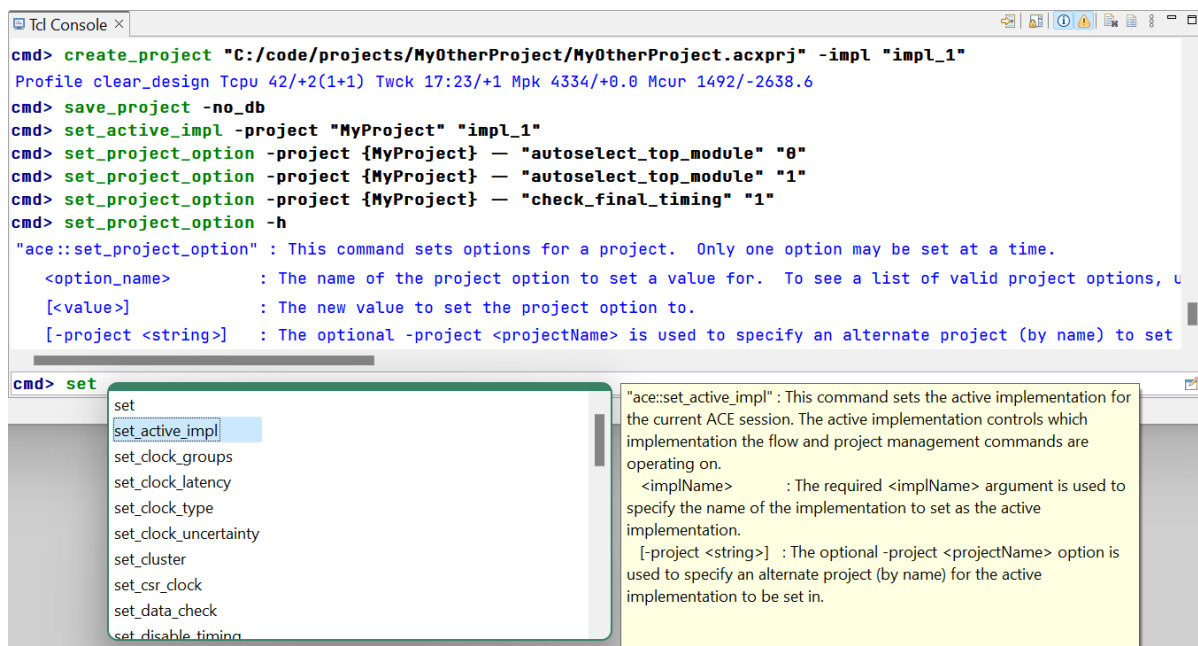 Tcl Console
cmd> create_project "C:/code/projects/MyOtherProject/MyOtherProject.acxprj" -impl "impl_1"
Profile clear_design Tcpu 42/+2(1+1) Twck 17:23/+1 Mpk 4334/+0.0 Mcur 1492/-2638.6
cmd> save_project -no_db
cmd> set_active_impl -project "MyProject" "impl_1"
cmd> set_project_option -project {MyProject} — "autoselect_top_module" "0"
cmd> set_project_option -project {MyProject} — "autoselect_top_module" "1"
cmd> set_project_option -project {MyProject} — "check_final_timing" "1"
cmd> set_project_option -h
"ace::set_project_option" : This command sets options for a project. Only one option may be set at a time.
<option_name> : The name of the project option to set a value for. To see a list of valid project options, u
[<value>] : The new value to set the project option to.
[-project <string>] : The optional -project <projectName> is used to specify an alternate project (by name) to set
cmd> set
set
set_active_impl
set_clock_groups
set_clock_latency
set_clock_type
set_clock_uncertainty
set_cluster
set_csr_clock
set_data_check
set_disable_timing
"ace::set_active_impl" : This command sets the active implementation for
the current ACE session. The active implementation controls which
implementation the flow and project management commands are
operating on.
<implName> : The required <implName> argument is used to
specify the name of the implementation to set as the active
implementation.
[-project <string>] : The optional -project <projectName> option is
used to specify an alternate project (by name) for the active
implementation to be set in.